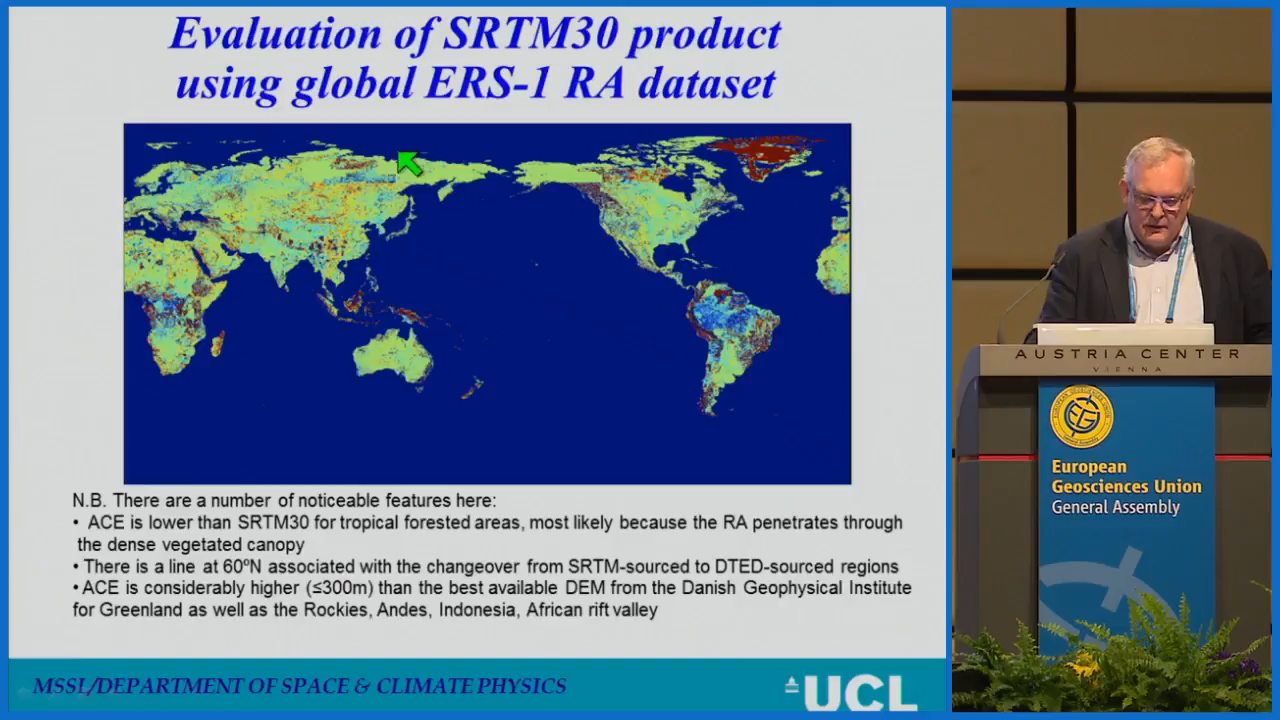 Evaluation of SRTM30 product
using global ERS-1 RA dataset
N.B. There are a number of noticeable features here:
• ACE is lower than SRTM30 for tropical forested areas, most likely because the RA penetrates through
the dense vegetated canopy
• There is a line at 60ºN associated with the changeover from SRTM-sourced to DTED-sourced regions
• ACE is considerably higher (≤300m) than the best available DEM from the Danish Geophysical Institute
for Greenland as well as the Rockies, Andes, Indonesia, African rift valley
MSSL/DEPARTMENT OF SPACE & CLIMATE PHYSICS
UCL
AUSTRIA CENTER
VIENNA
European
Geosciences Union
General Assembly